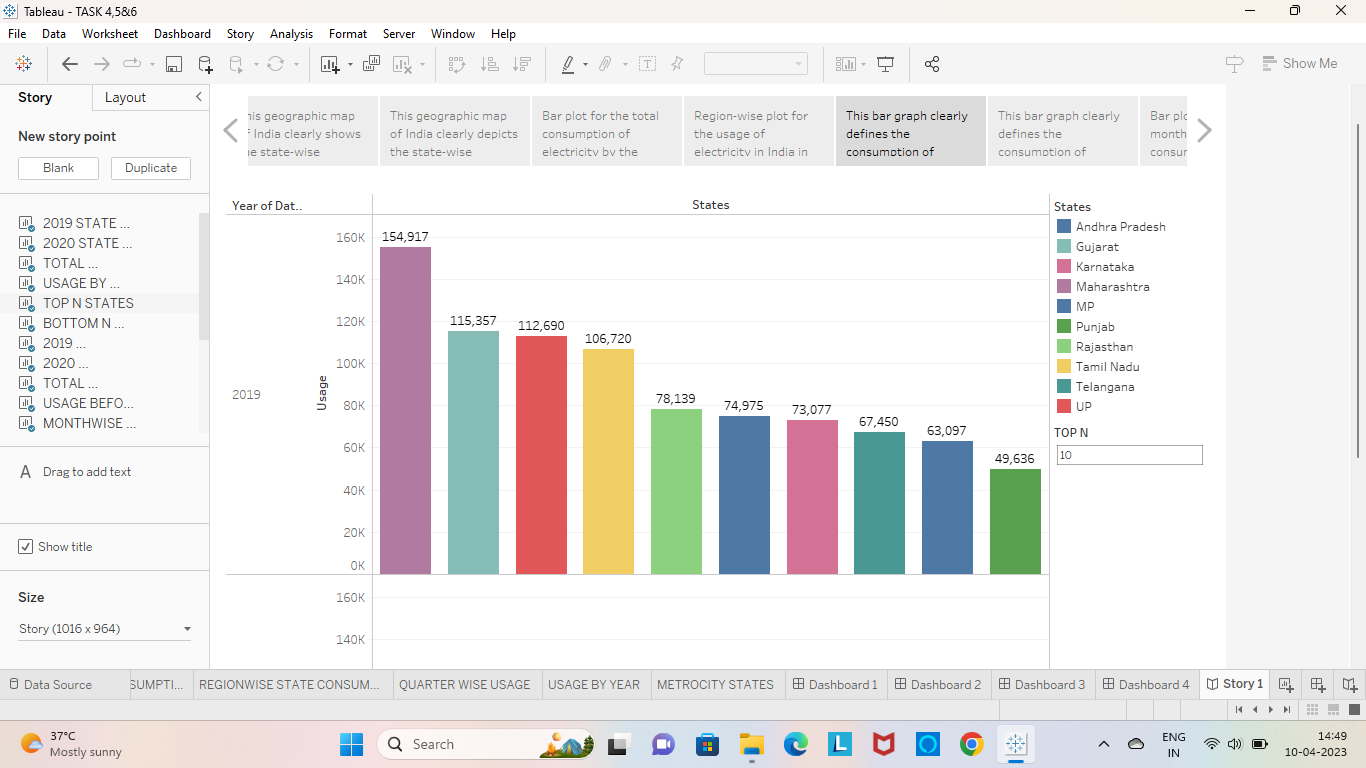 Tableau - TASK 4,5&6
File Data Worksheet Dashboard Story Analysis Format Server Window Help
Show Me
Story Layout
New story point
Blank Duplicate
2019 STATE ...
2020 STATE ...
TOTAL ...
USAGE BY ...
TOP N STATES
BOTTOM N ...
2019 ...
2020 ...
TOTAL ...
USAGE BEFO...
MONTHWISE ...
A Drag to add text
Show title
Size
Story (1016 x 964)
his geographic map
f India clearly shows
e state-wise
This geographic map
of India clearly depicts
the state-wise
Bar plot for the total
consumption of
electricity by the
Region-wise plot for
the usage of
electricity in India in
This bar graph clearly
defines the
consumption of
This bar graph clearly
defines the
consumption of
Bar plo
month
consur
Year of Dat..
States
2019
Usage
160K
140K
120K
100K
80K
60K
40K
20K
0K
160K
140K
154,917
115,357
112,690
106,720
78,139
74,975
73,077
67,450
63,097
49,636
States
Andhra Pradesh
Gujarat
Karnataka
Maharashtra
MP
Punjab
Rajasthan
Tamil Nadu
Telangana
UP
TOP N
10
Data Source SUMPTI... REGIONWISE STATE CONSUM... QUARTER WISE USAGE USAGE BY YEAR METROCITY STATES Dashboard 1 Dashboard 2 Dashboard 3 Dashboard 4 Story 1
37°C
Mostly sunny
Search
L
ENG
IN
14:49
10-04-2023